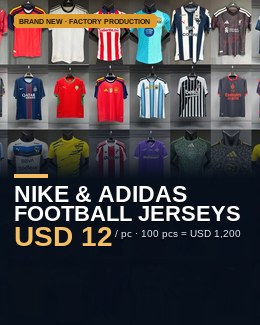 BRAND NEW · FACTORY PRODUCTION
NIKE & ADIDAS
FOOTBALL JERSEYS
USD 12 / pc · 100 pcs = USD 1,200